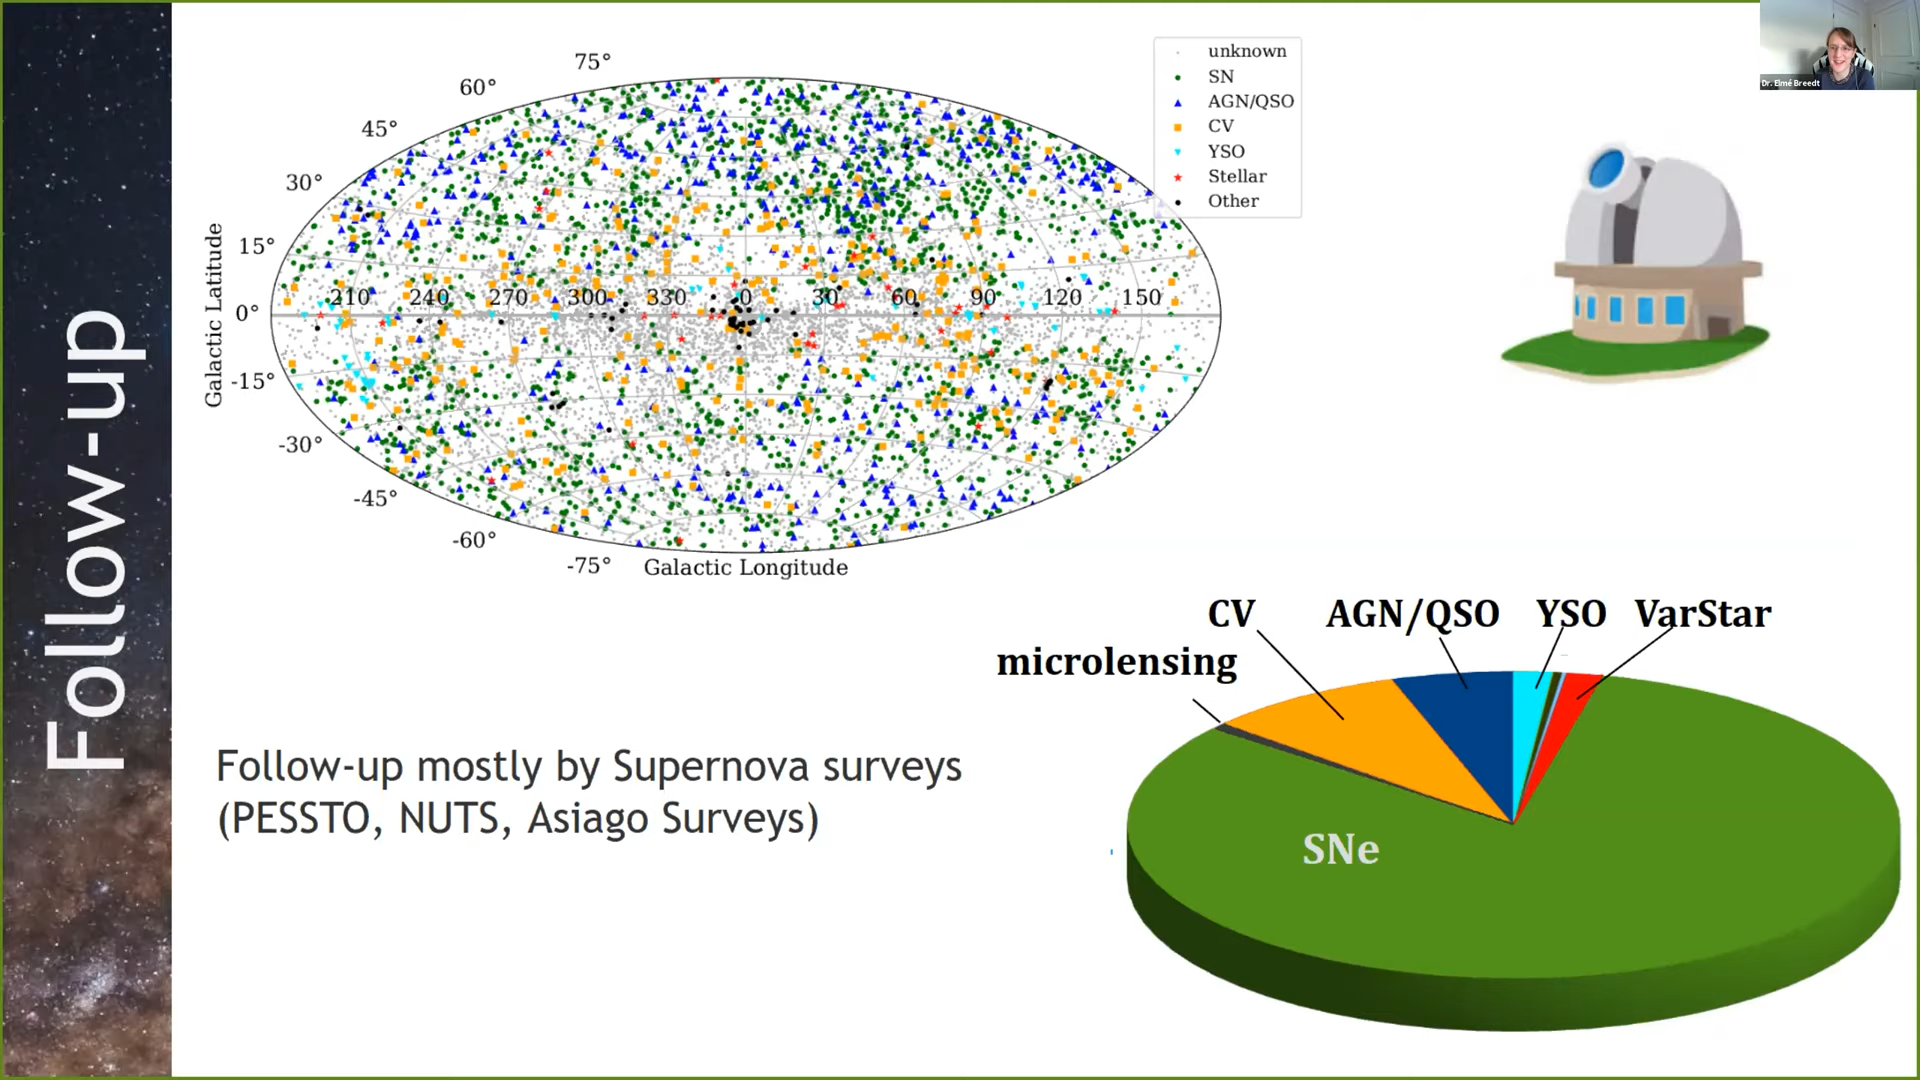 Follow-up
75°
60°
45°
30°
15°
0°
-15°
-30°
-45°
-60°
-75°
Galactic Latitude
210 240 270 300 330 0 30 60 90 120 150
Galactic Longitude
unknown
SN
AGN/QSO
CV
YSO
Stellar
Other
Dr. Elmé Breedt
CV AGN/QSO YSO VarStar
microlensing
SNe
Follow-up mostly by Supernova surveys
(PESSTO, NUTS, Asiago Surveys)